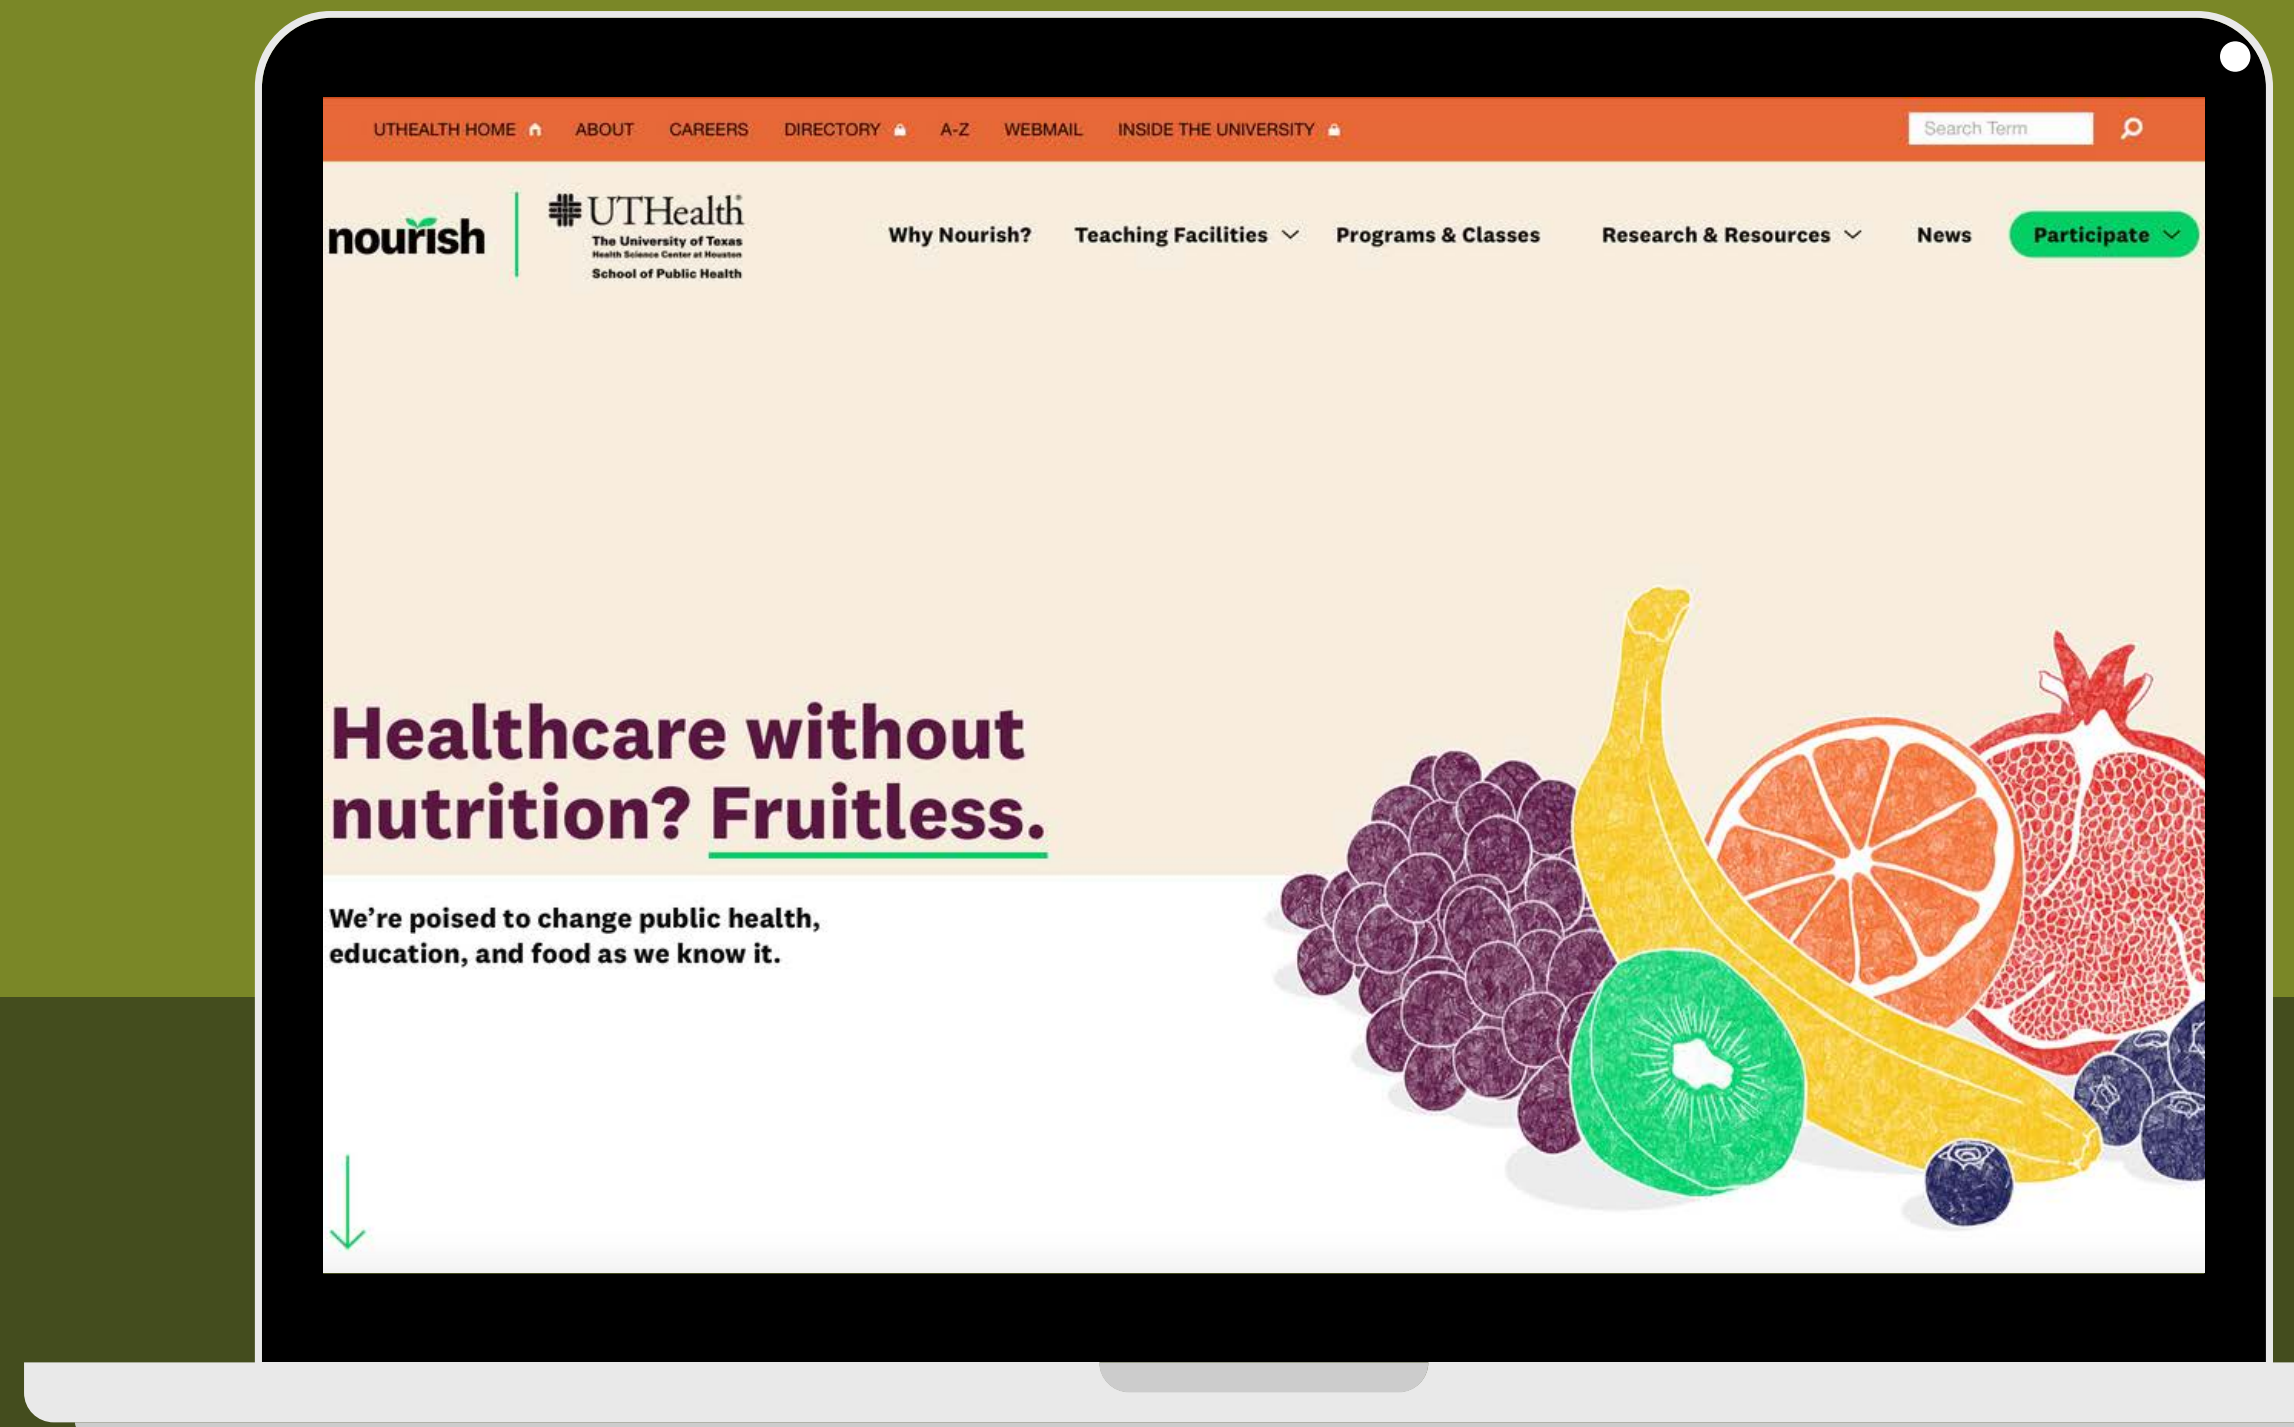 UTHEALTH HOME ABOUT CAREERS DIRECTORY A-Z WEBMAIL INSIDE THE UNIVERSITY Search Term
nourish
UTHealth
The University of Texas
Health Science Center at Houston
School of Public Health
Why Nourish? Teaching Facilities Programs & Classes Research & Resources News Participate
Healthcare without
nutrition? Fruitless.
We’re poised to change public health,
education, and food as we know it.